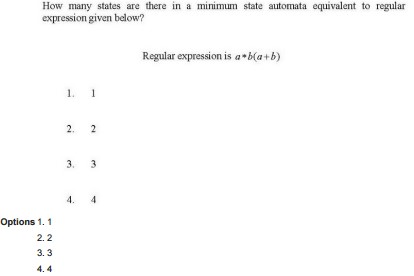 How many states are there in a minimum state automata equivalent to regular
expression given below?
Regular expression is a*b(a+b)
1. 1
2. 2
3. 3
4. 4
Options 1. 1
2. 2
3. 3
4. 4